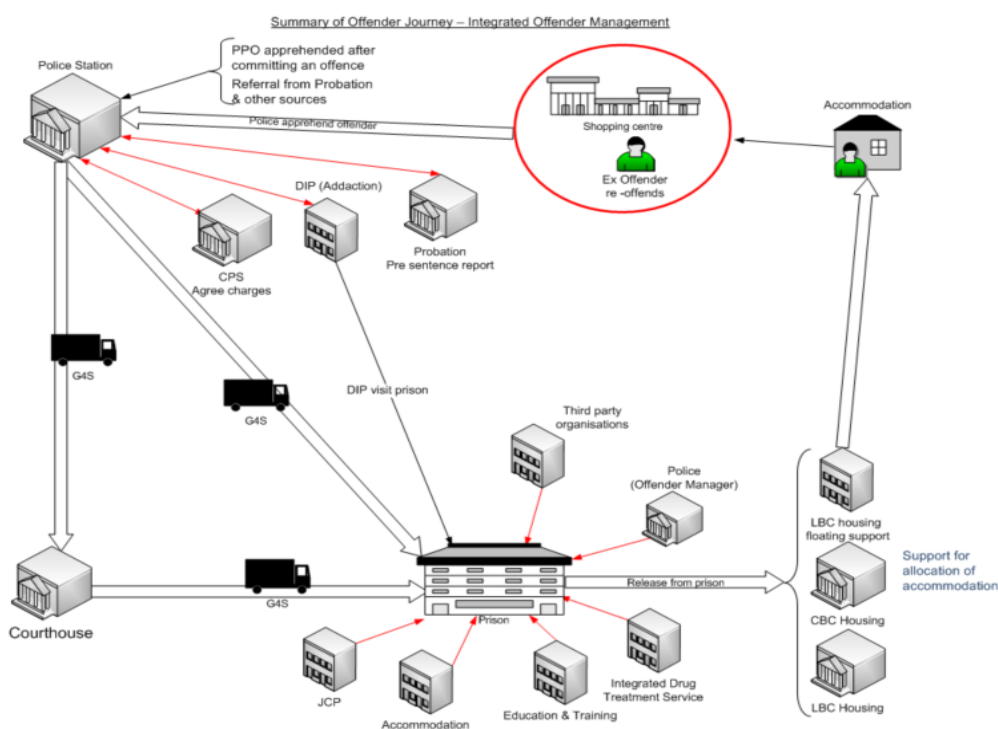 Summary of Offender Journey – Integrated Offender Management
Police Station
PPO apprehended after
committing an offence
Referral from Probation
& other sources
Police apprehend offender
Shopping centre
Ex Offender
re -offends
Accommodation
DIP (Addaction)
CPS
Agree charges
Probation
Pre sentence report
G4S
G4S
DIP visit prison
Third party
organisations
Police
(Offender Manager)
LBC housing
floating support
Support for
allocation of
accommodation
CBC Housing
LBC Housing
Courthouse
G4S
Prison
Release from prison
JCP
Accommodation
Education & Training
Integrated Drug
Treatment Service